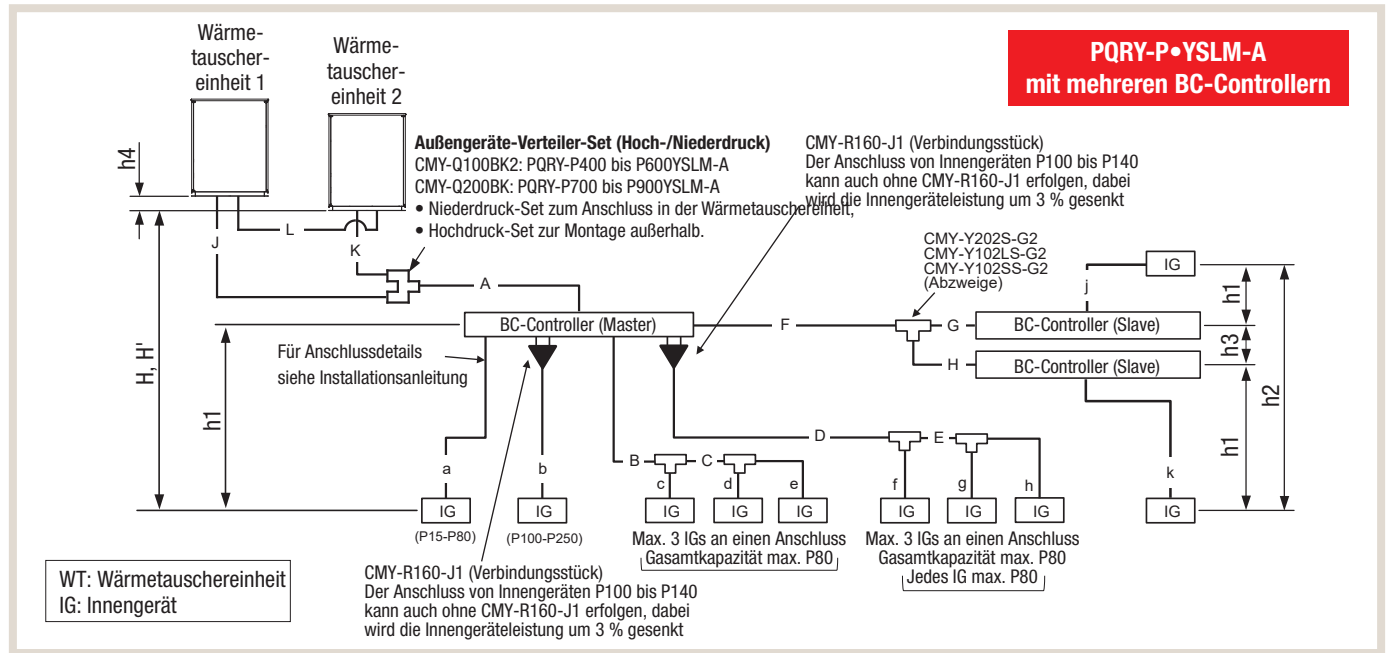 Wärme-
tauscher-
einheit 1
Wärme-
tauscher-
einheit 2
PQRY-P•YSLM-A
mit mehreren BC-Controllern
Außengeräte-Verteiler-Set (Hoch-/Niederdruck)
CMY-Q100BK2: PQRY-P400 bis P600YSLM-A
CMY-Q200BK: PQRY-P700 bis P900YSLM-A
• Niederdruck-Set zum Anschluss in der Wärmetauschereiheit,
• Hochdruck-Set zur Montage außerhalb.
CMY-R160-J1 (Verbindungsstück)
Der Anschluss von Innengeräten P100 bis P140
kann auch ohne CMY-R160-J1 erfolgen, dabei
wird die Innengeräteleistung um 3 % gesenkt
CMY-Y202S-G2
CMY-Y102LS-G2
CMY-Y102SS-G2
(Abzweige)
h4
J
L
K
A
H, H'
h1
BC-Controller (Master)
Für Anschlussdetails
siehe Installationsanleitung
F
G
H
BC-Controller (Slave)
BC-Controller (Slave)
j
IG
h1
h3
h2
h1
k
IG
a
IG
(P15-P80)
b
IG
(P100-P250)
B
C
c
d
e
IG
IG
IG
Max. 3 IGs an einen Anschluss
Gasamtkapazität max. P80
D
E
f
g
h
IG
IG
IG
Max. 3 IGs an einen Anschluss
Gasamtkapazität max. P80
Jedes IG max. P80
CMY-R160-J1 (Verbindungsstück)
Der Anschluss von Innengeräten P100 bis P140
kann auch ohne CMY-R160-J1 erfolgen, dabei
wird die Innengeräteleistung um 3 % gesenkt
WT: Wärmetauschereinheit
IG: Innengerät